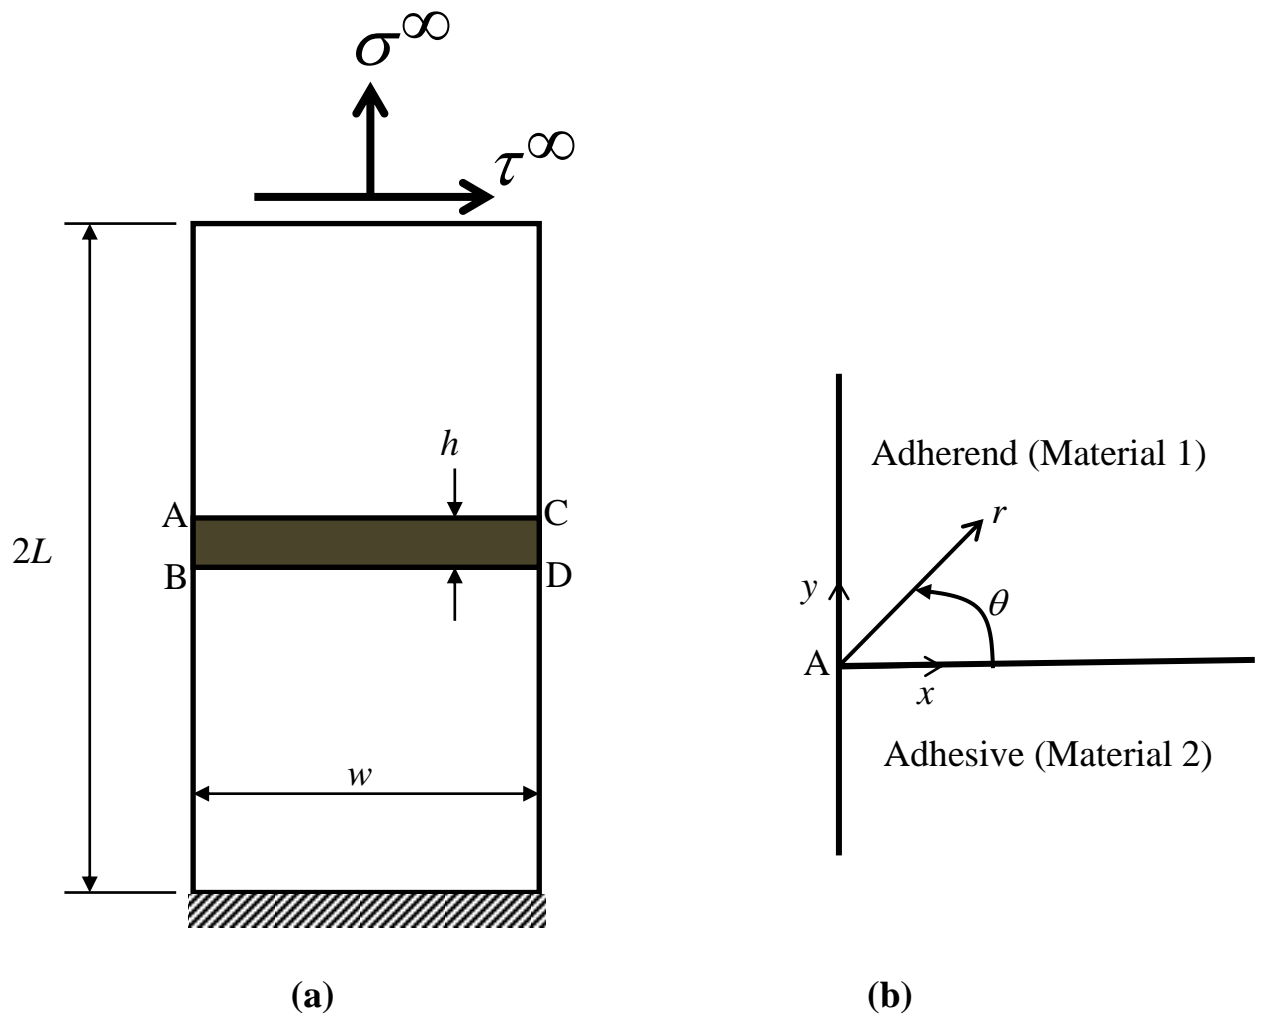 σ∞
τ∞
h
A
C
2L
B
D
w
Adherend (Material 1)
r
y
θ
A
x
Adhesive (Material 2)
(a)
(b)